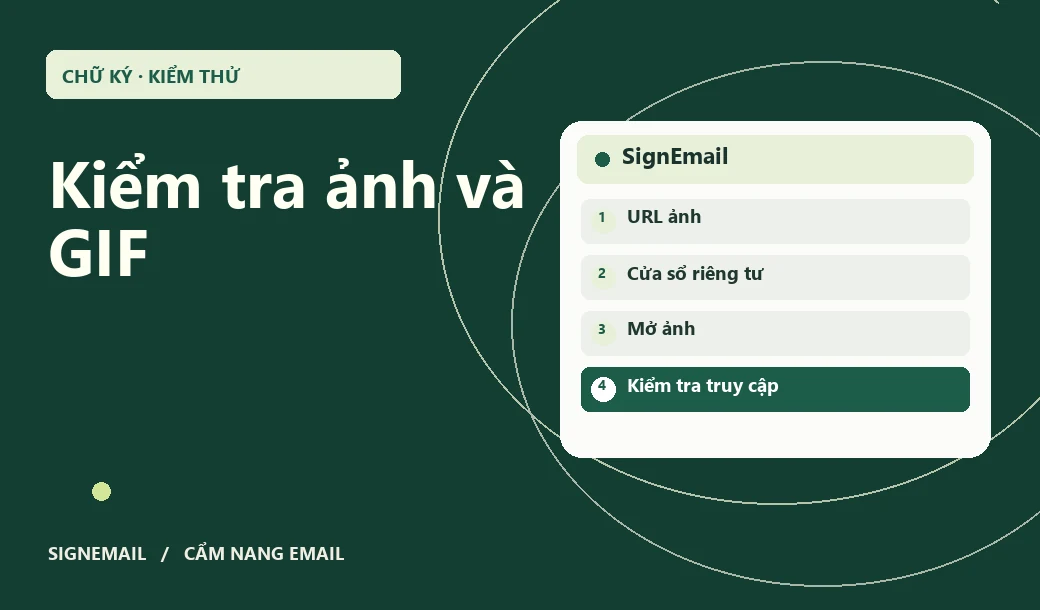 CHỮ KÝ · KIỂM THỬ
Kiểm tra ảnh và
GIF
SignEmail
1 URL ảnh
2 Cửa sổ riêng tư
3 Mở ảnh
4 Kiểm tra truy cập
SIGNEMAIL / CẨM NANG EMAIL